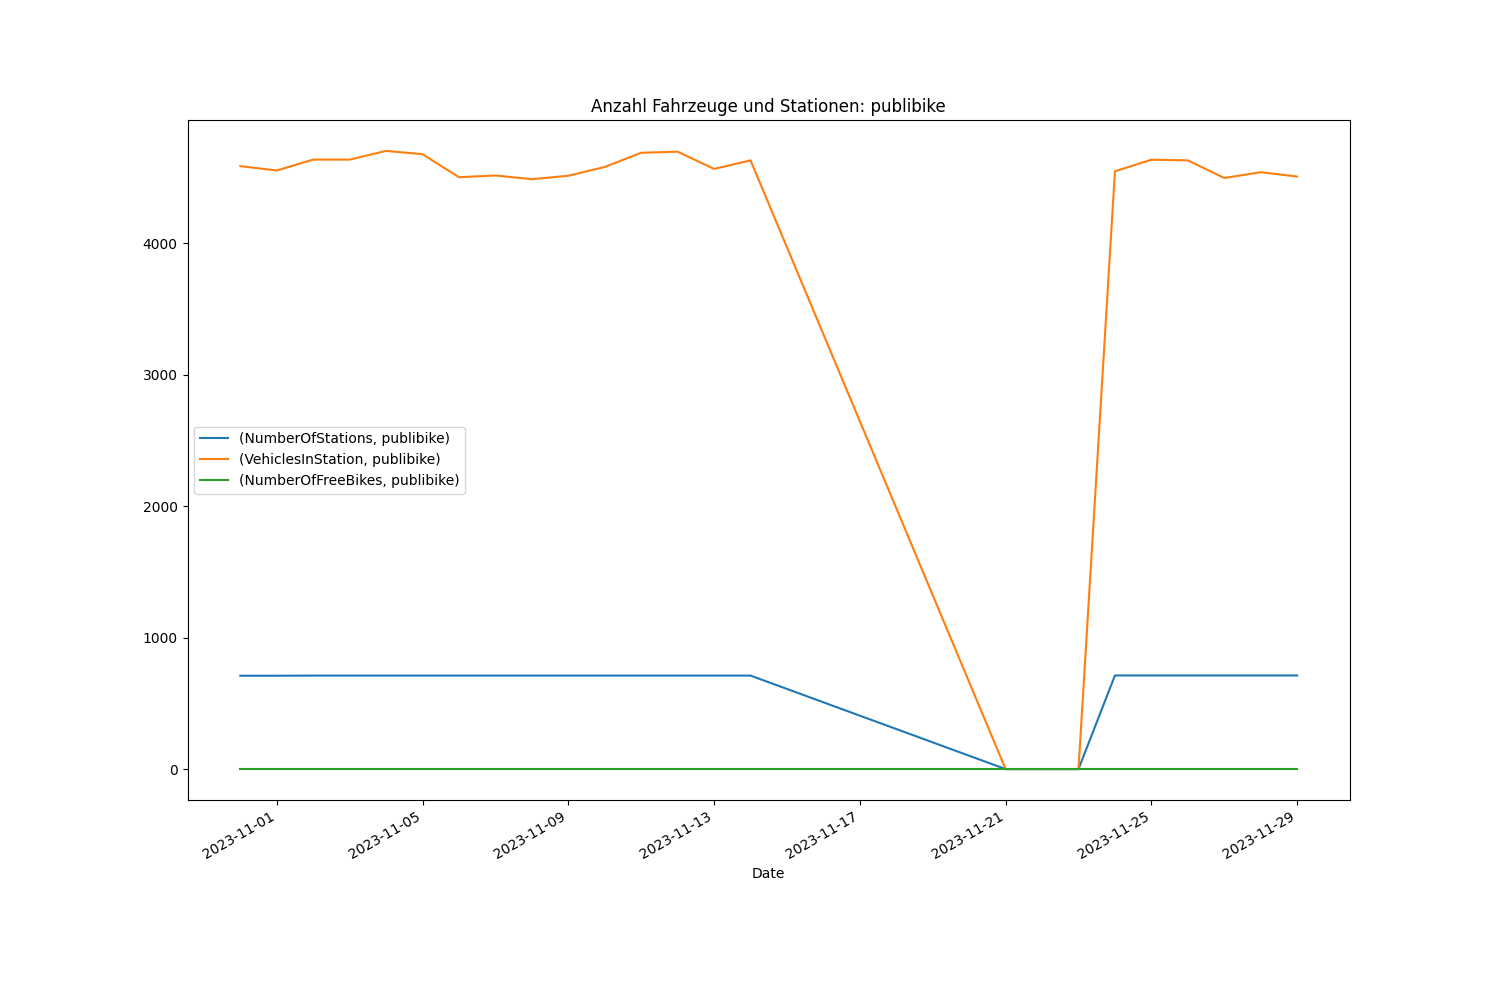 Anzahl Fahrzeuge und Stationen: publibike
4000
3000
2000
1000
0
(NumberOfStations, publibike)
(VehiclesInStation, publibike)
(NumberOfFreeBikes, publibike)
2023-11-01
2023-11-05
2023-11-09
2023-11-13
2023-11-17
2023-11-21
2023-11-25
2023-11-29
Date